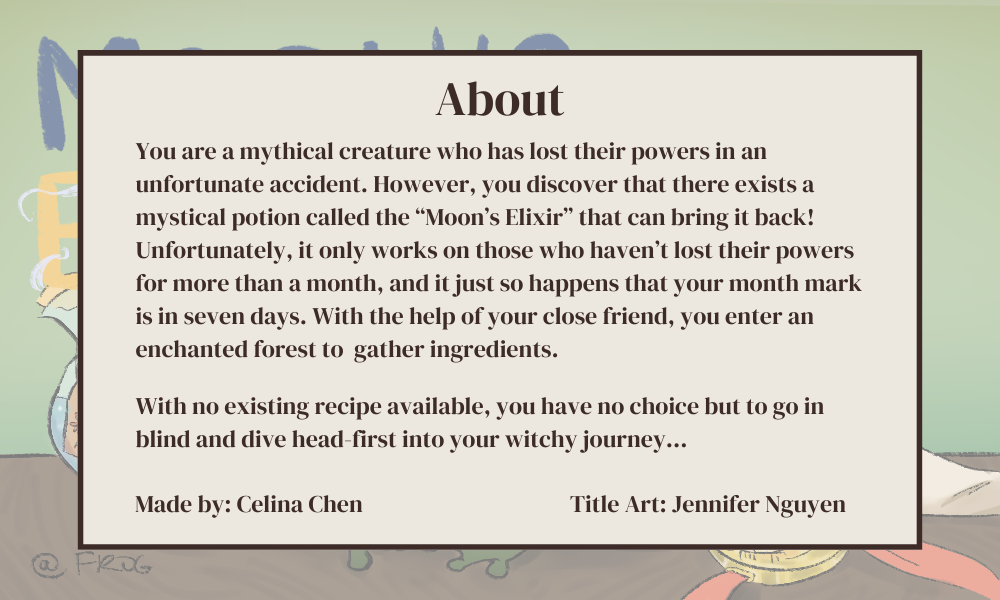 About
You are a mythical creature who has lost their powers in an
unfortunate accident. However, you discover that there exists a
mystical potion called the “Moon’s Elixir” that can bring it back!
Unfortunately, it only works on those who haven’t lost their powers
for more than a month, and it just so happens that your month mark
is in seven days. With the help of your close friend, you enter an
enchanted forest to  gather ingredients.
With no existing recipe available, you have no choice but to go in
blind and dive head-first into your witchy journey...
Made by: Celina Chen
Title Art: Jennifer Nguyen
@ FROG